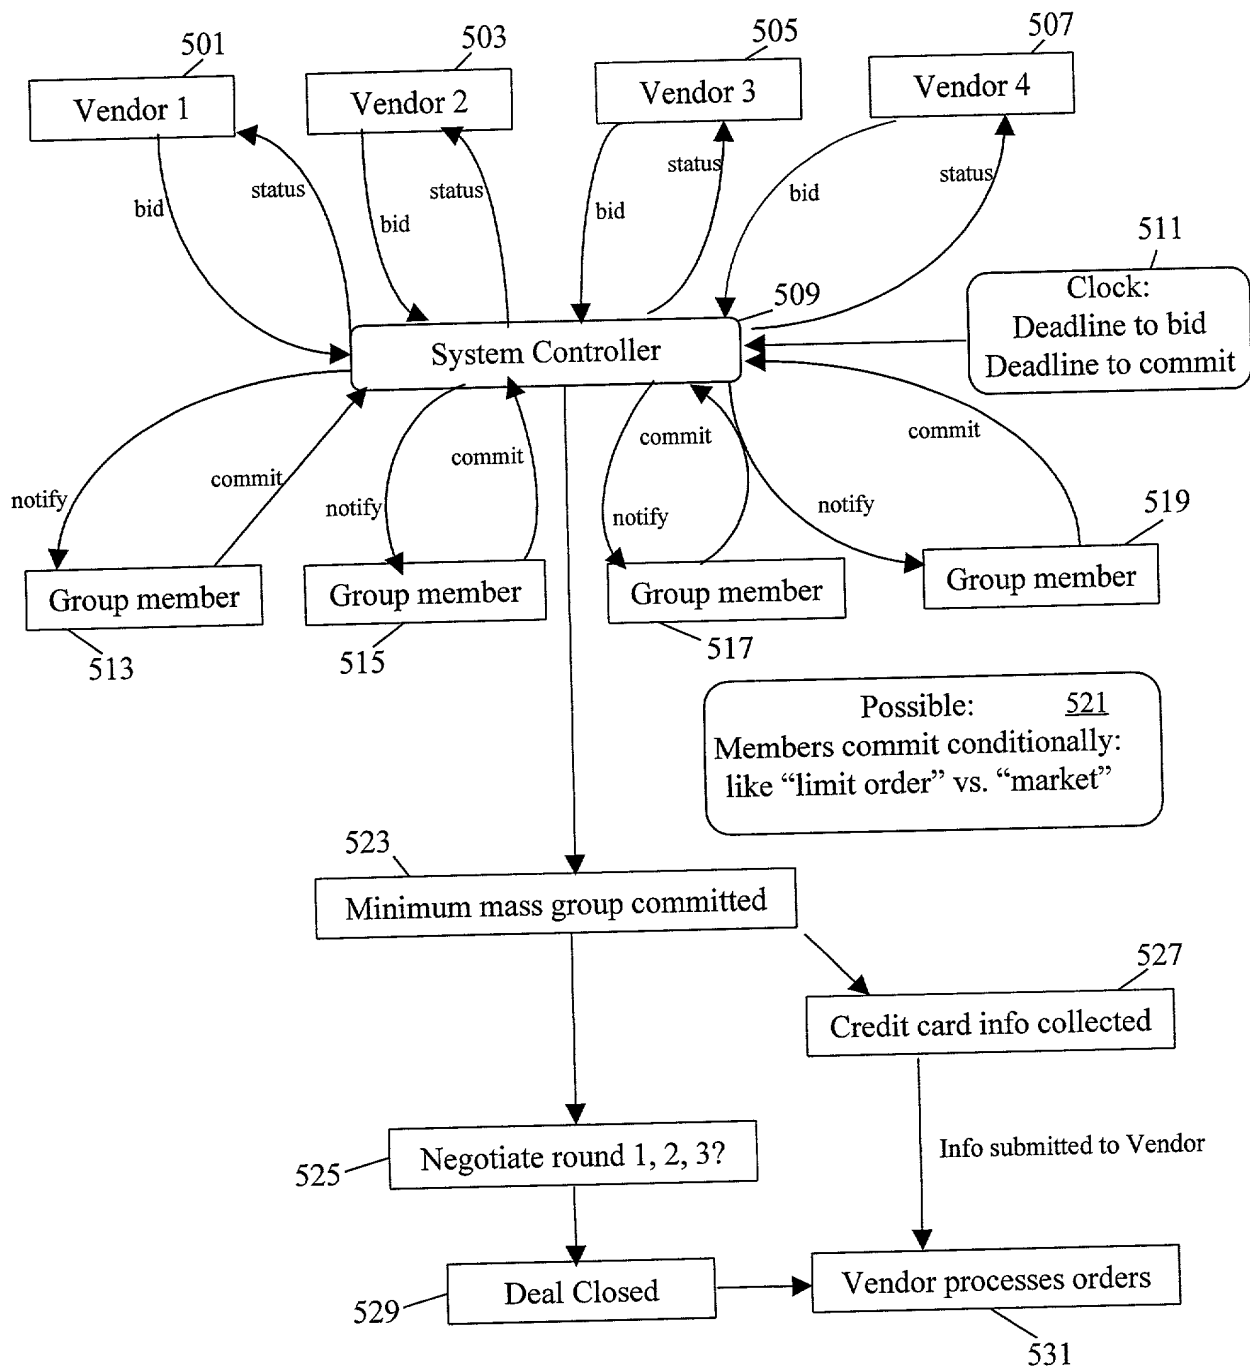 501
503
505
507
Vendor 1
Vendor 2
Vendor 3
Vendor 4
bid
status
bid
status
bid
status
bid
status
511
Clock:
Deadline to bid
Deadline to commit
509
System Controller
notify
commit
notify
commit
notify
commit
notify
commit
519
Group member
Group member
Group member
Group member
513
515
517
Possible: 521
Members commit conditionally:
like “limit order” vs. “market”
523
Minimum mass group committed
527
Credit card info collected
525
Negotiate round 1, 2, 3?
Info submitted to Vendor
529
Deal Closed
Vendor processes orders
531